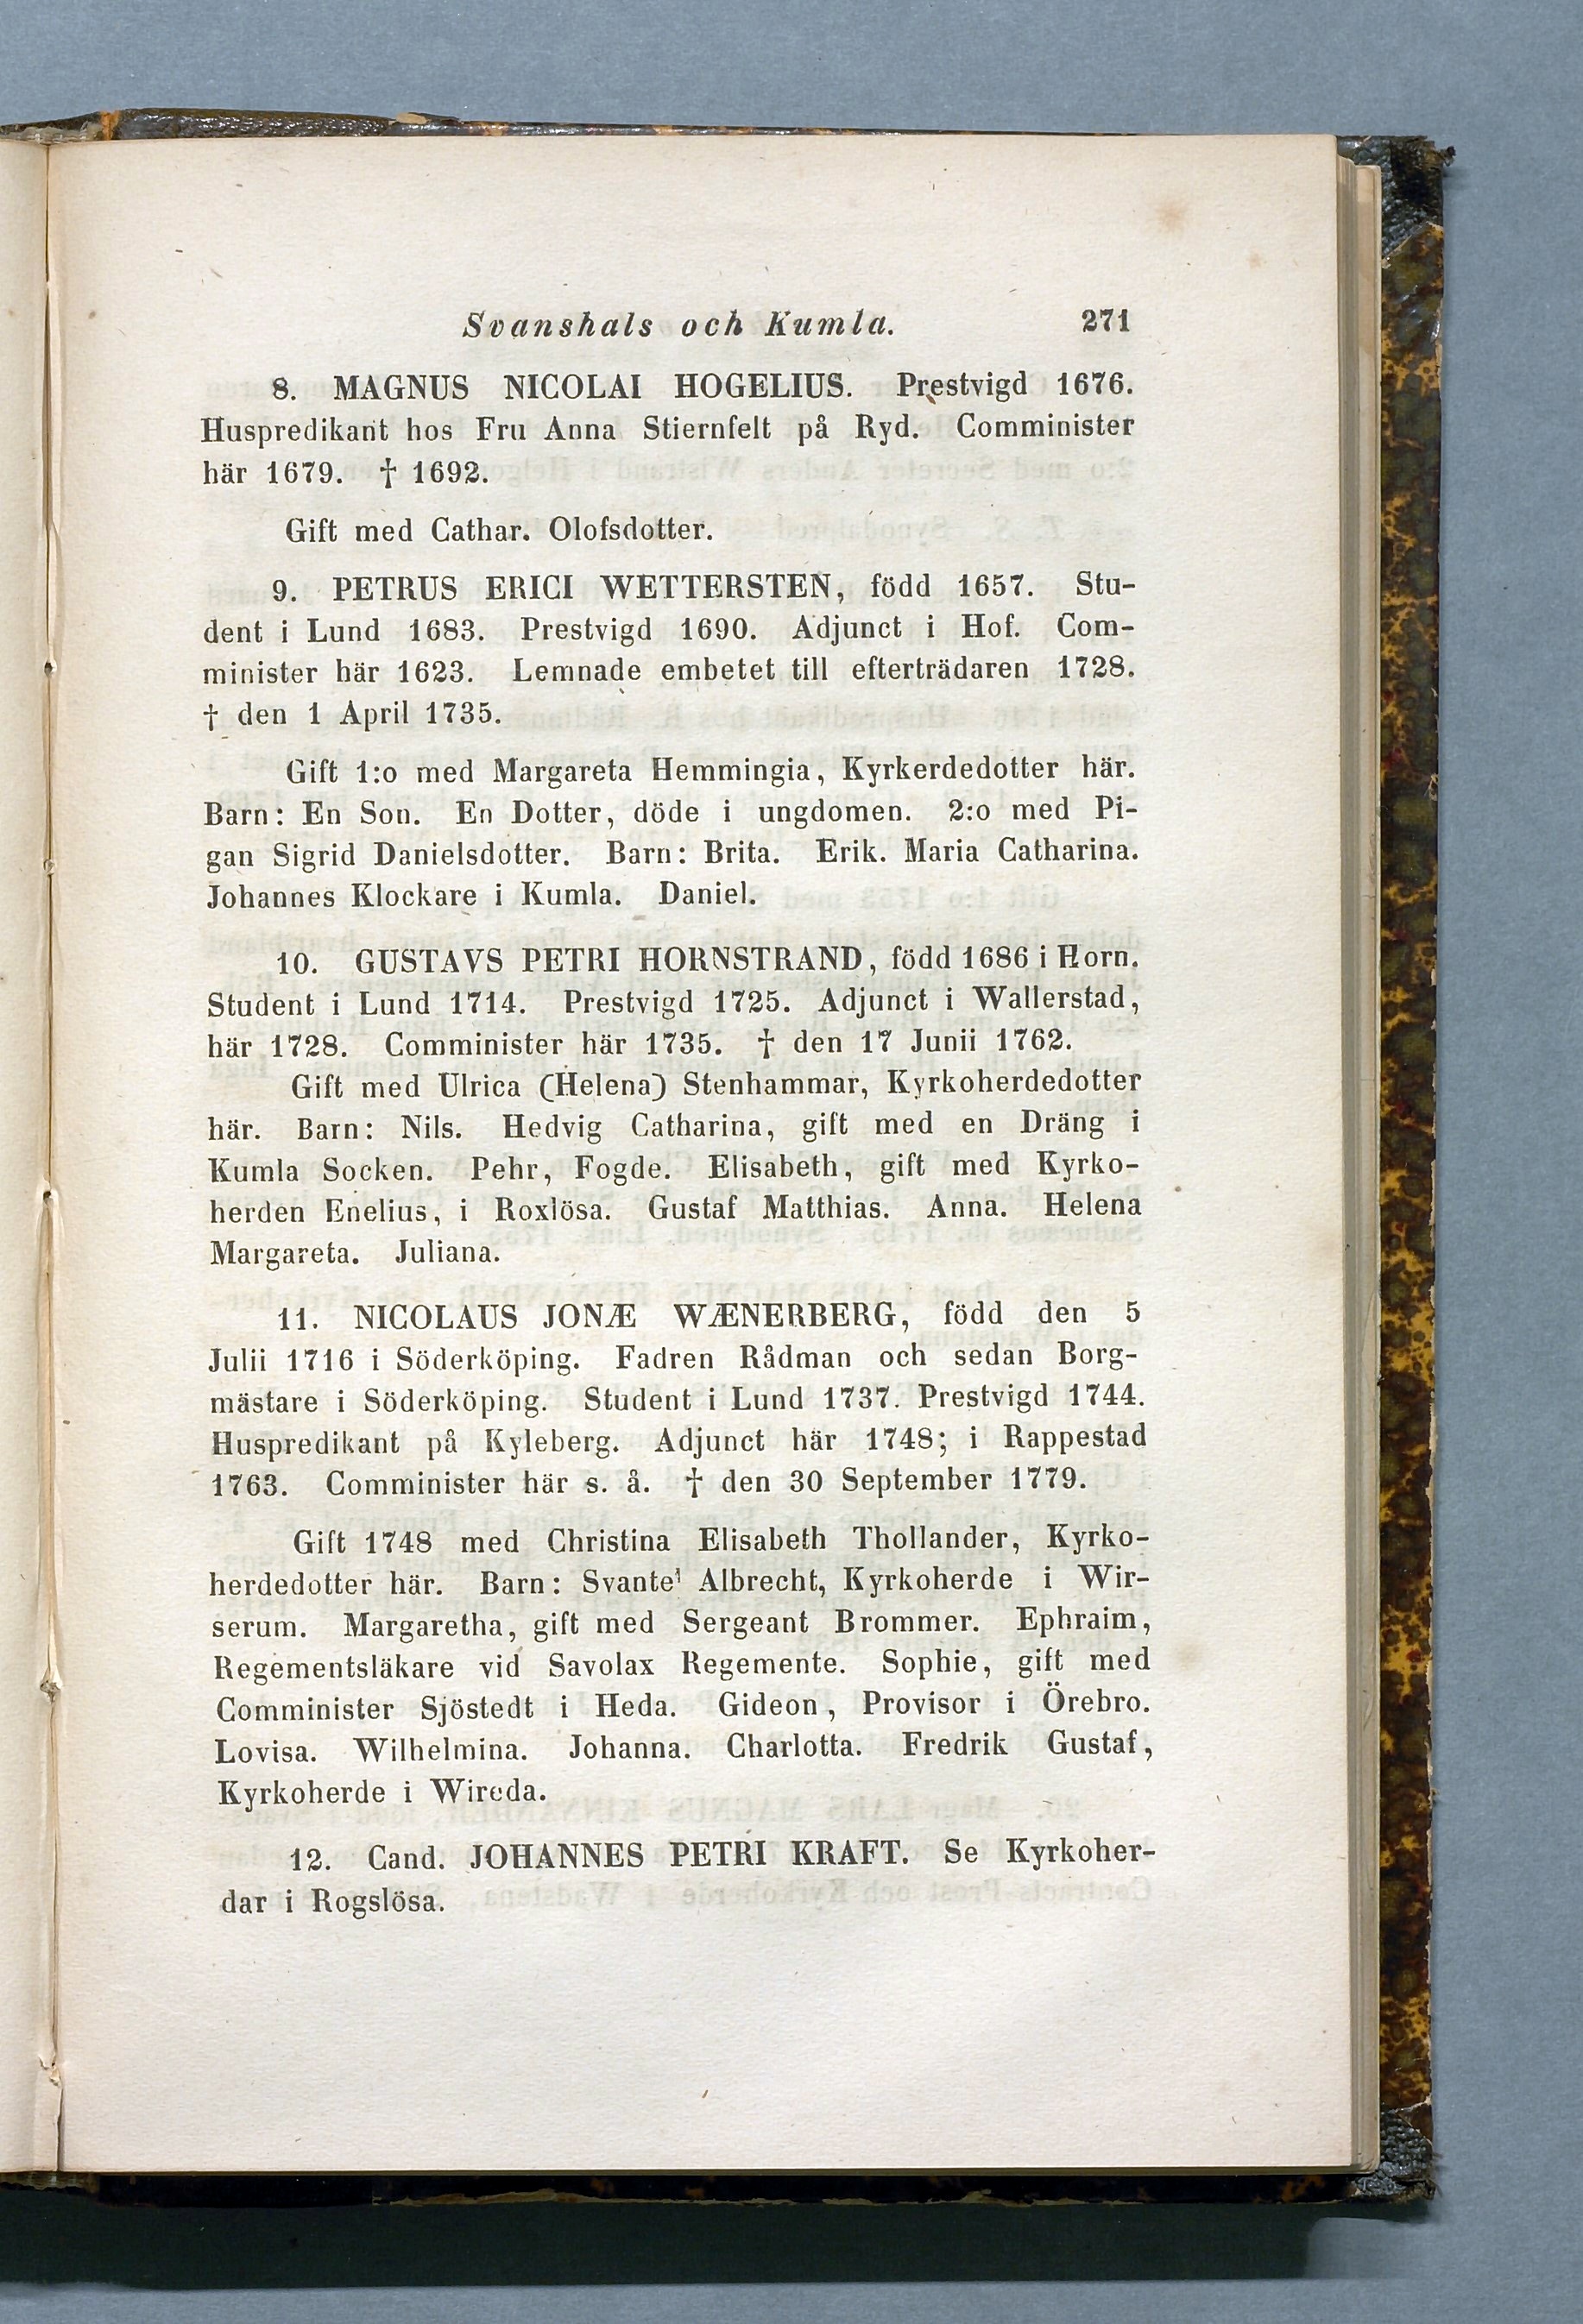 Svanshals och Kumla. 271
8. MAGNUS NICOLAI HOGELIUS. Prestvigd 1676.
Huspredikant hos Fru Anna Stiernfelt på Ryd. Comminister
här 1679. † 1692.
Gift med Cathar. Olofsdotter.
9. PETRUS ERICI WETTERSTEN, född 1657. Stu-
dent i Lund 1683. Prestvigd 1690. Adjunct i Hof. Com-
minister här 1623. Lemnade embetet till efterträdaren 1728.
† den 1 April 1735.
Gift 1:o med Margareta Hemmingia, Kyrkerdedotter här.
Barn: En Son. En Dotter, döde i ungdomen. 2:o med Pi-
gan Sigrid Danielsdotter. Barn: Brita. Erik. Maria Catharina.
Johannes Klockare i Kumla. Daniel.
10. GUSTAVS PETRI HORNSTRAND, född 1686 i Horn.
Student i Lund 1714. Prestvigd 1725. Adjunct i Wallerstad,
här 1728. Comminister här 1735. † den 17 Junii 1762.
Gift med Ulrica (Helena) Stenhammar, Kyrkoherdedotter
här. Barn: Nils. Hedvig Catharina, gift med en Dräng i
Kumla Socken. Pehr, Fogde. Elisabeth, gift med Kyrko-
herden Enelius, i Roxlösa. Gustaf Matthias. Anna. Helena
Margareta. Juliana.
11. NICOLAUS JONÆ WÆNERBERG, född den 5
Julii 1716 i Söderköping. Fadren Rådman och sedan Borg-
mästare i Söderköping. Student i Lund 1737. Prestvigd 1744.
Huspredikant på Kyleberg. Adjunct här 1748; i Rappestad
1763. Comminister här s. å. † den 30 September 1779.
Gift 1748 med Christina Elisabeth Thollander, Kyrko-
herdedotter här. Barn: Svante Albrecht, Kyrkoherde i Wir-
serum. Margaretha, gift med Sergeant Brommer. Ephraim,
Regementsläkare vid Savolax Regemente. Sophie, gift med
Comminister Sjöstedt i Heda. Gideon, Provisor i Örebro.
Lovisa. Wilhelmina. Johanna. Charlotta. Fredrik Gustaf,
Kyrkoherde i Wireda.
12. Cand. JOHANNES PETRI KRAFT. Se Kyrkoher-
dar i Rogslösa.